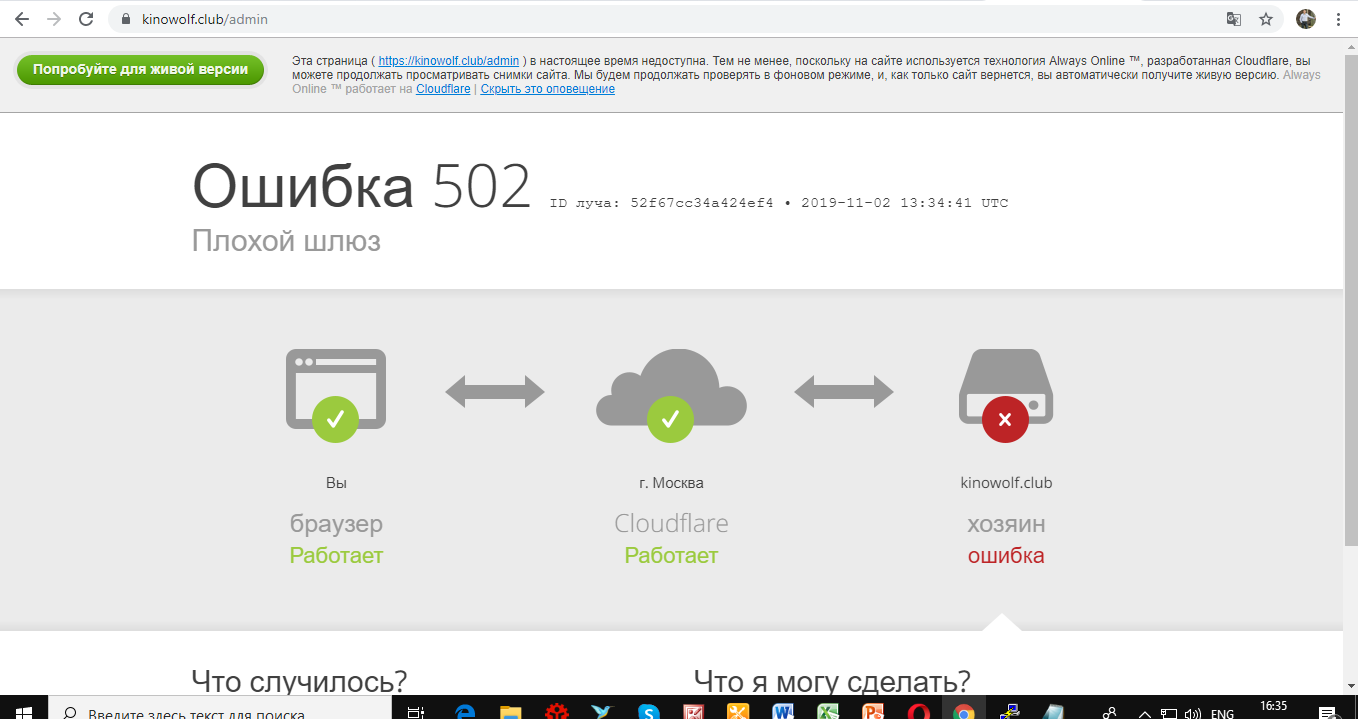 kinowolf.club/admin
Попробуйте для живой версии
Эта страница ( https://kinowolf.club/admin ) в настоящее время недоступна. Тем не менее, поскольку на сайте используется технология Always Online ™, разработанная Cloudflare, вы
можете продолжать просматривать снимки сайта. Мы будем продолжать проверять в фоновом режиме, и, как только сайт вернется, вы автоматически получите живую версию. Always
Online ™ работает на Cloudflare | Скрыть это оповещение
Ошибка 502 ID луча: 52f67cc34a424ef4 • 2019-11-02 13:34:41 UTC
Плохой шлюз
Вы
г. Москва
kinowolf.club
браузер
Cloudflare
хозяин
Работает
Работает
ошибка
Что случилось?
Что я могу сделать?
Введите здесь текст для поиска
ENG
16:35